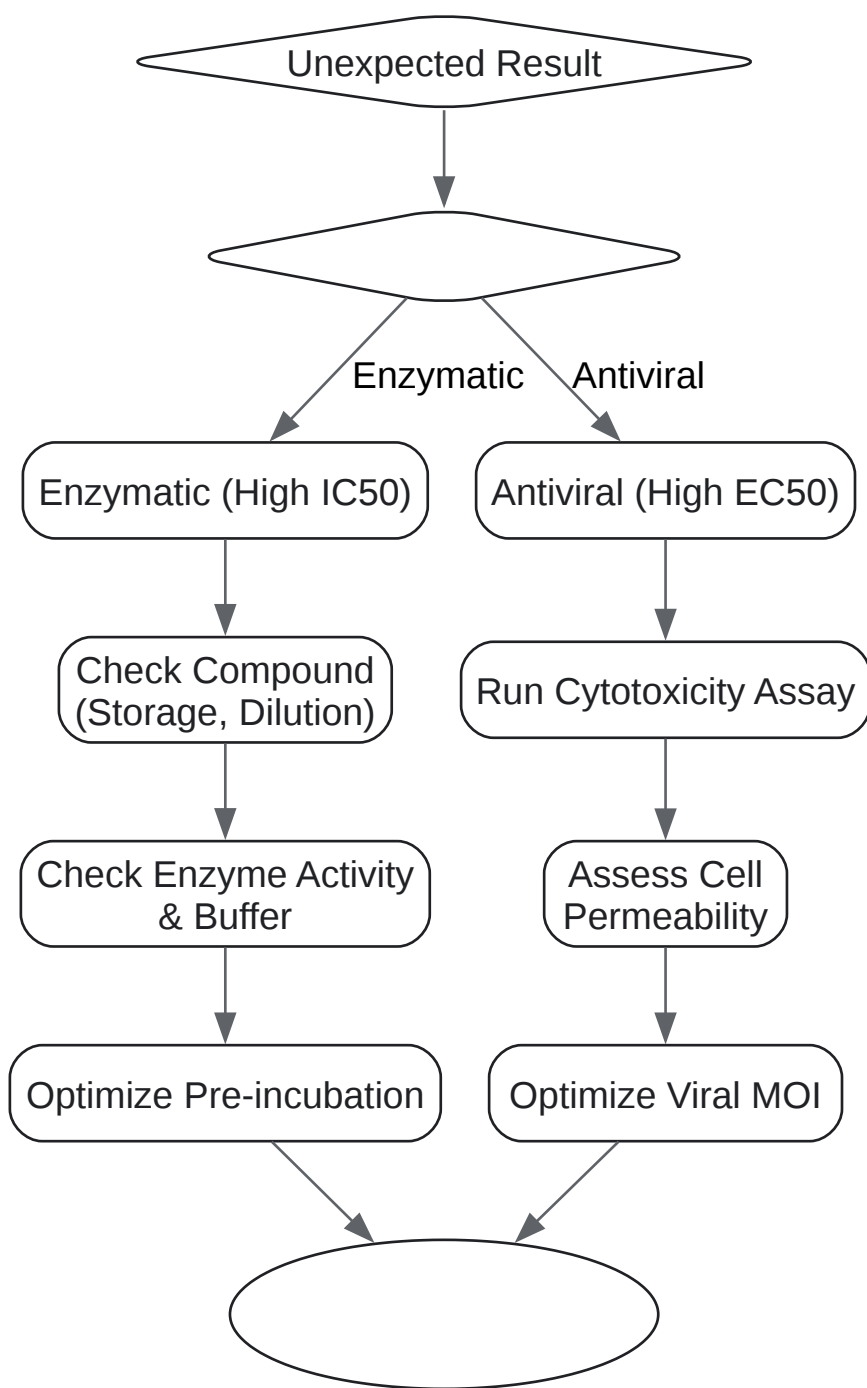 Unexpected Result
Enzymatic
Antiviral
Enzymatic (High IC50)
Antiviral (High EC50)
Check Compound
(Storage, Dilution)
Run Cytotoxicity Assay
Check Enzyme Activity
& Buffer
Assess Cell
Permeability
Optimize Pre-incubation
Optimize Viral MOI